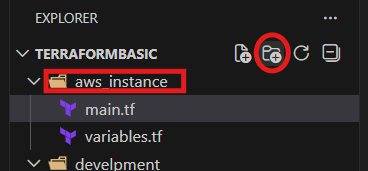 EXPLORER
TERRAFORMBASIC
aws_instance
main.tf
variables.tf
develpment